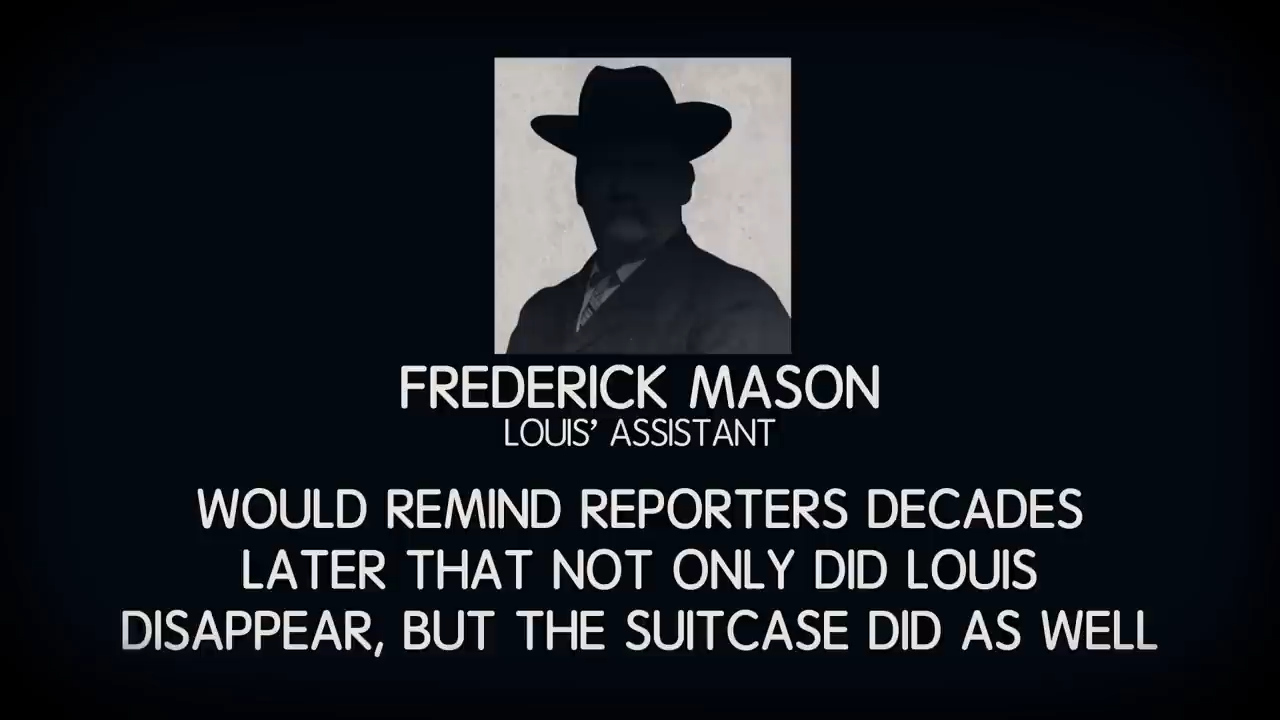 FREDERICK MASON
LOUIS’ ASSISTANT
WOULD REMIND REPORTERS DECADES
LATER THAT NOT ONLY DID LOUIS
DISAPPEAR, BUT THE SUITCASE DID AS WELL